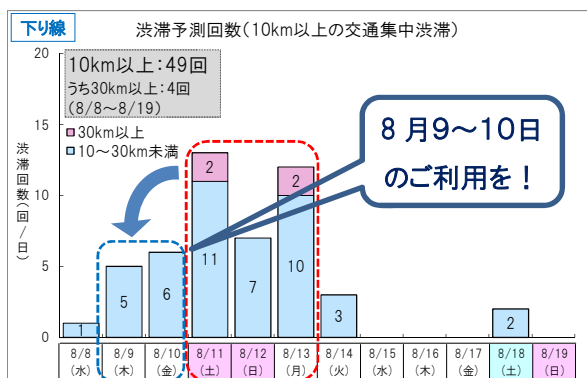 下り線
渋滞予測回数(10km以上の交通集中渋滞)
10km以上:49回
うち30km以上:4回
(8/8~8/19)
30km以上
10~30km未満
8月9~10日
のご利用を!
渋滞回数(回/日)
20
15
10
5
0
1
5
6
2
11
7
2
10
3
2
8/8 8/9 8/10 8/11 8/12 8/13 8/14 8/15 8/16 8/17 8/18 8/19
(水) (木) (金) (土) (日) (月) (火) (水) (木) (金) (土) (日)